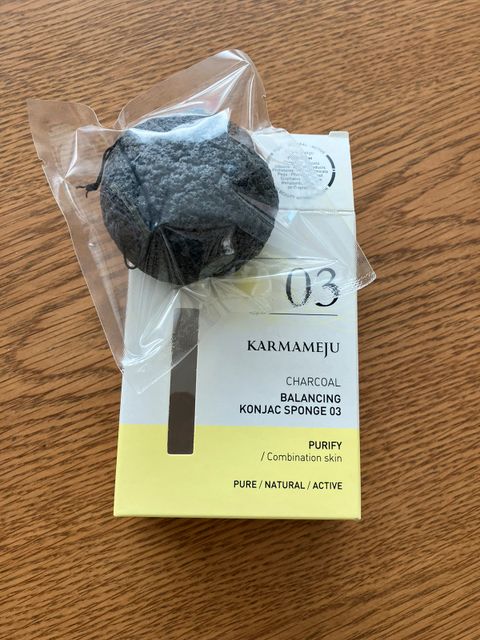 03
KARMAMEJU
CHARCOAL
BALANCING
KONJAC SPONGE 03
PURIFY
/ Combination skin
PURE / NATURAL / ACTIVE